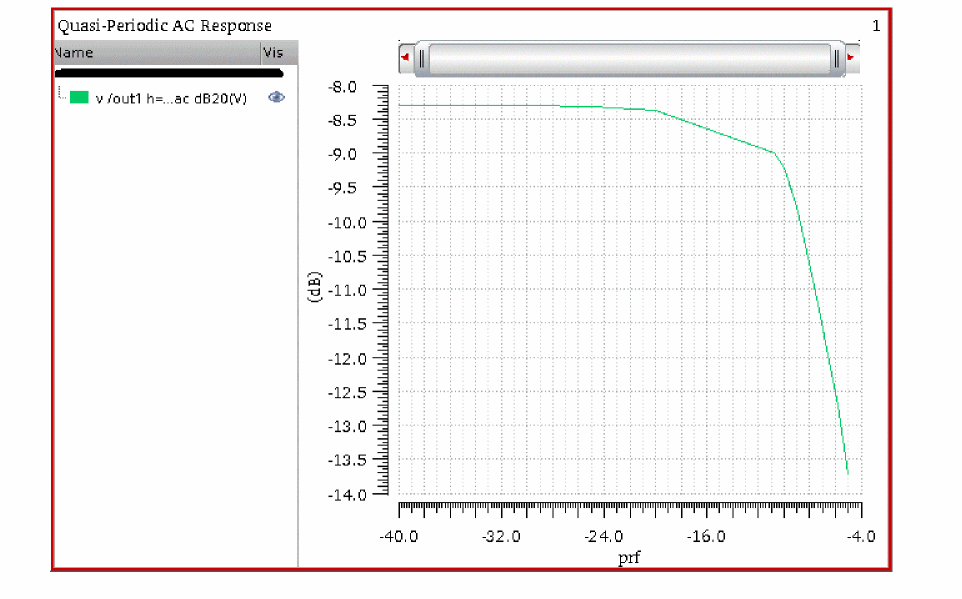 Quasi-Periodic AC Response
1
Name Vis
v /out1 h=...ac dB20(V)
-8.0
-8.5
-9.0
-9.5
-10.0
-10.5
-11.0
-11.5
-12.0
-12.5
-13.0
-13.5
-14.0
(dB)
-40.0 -32.0 -24.0 -16.0 -4.0
prf